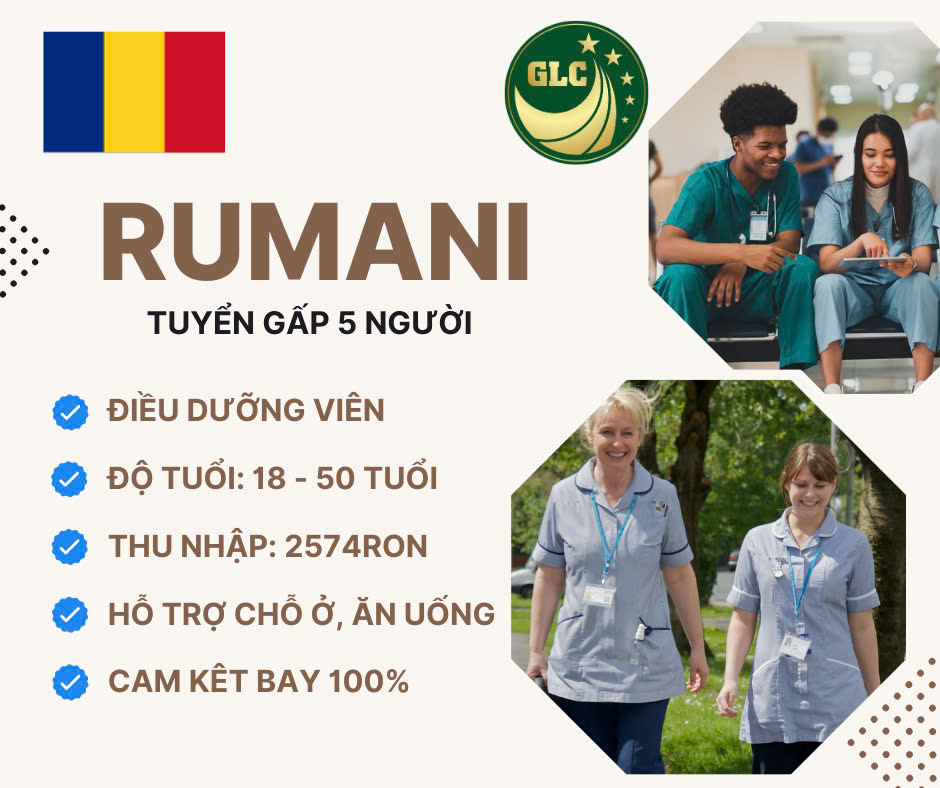 GLC
RUMANI
TUYỂN GẤP 5 NGƯỜI
ĐIỀU DƯỠNG VIÊN
ĐỘ TUỔI: 18 - 50 TUỔI
THU NHẬP: 2574RON
HỖ TRỢ CHỖ Ở, ĂN UỐNG
CAM KÊT BAY 100%